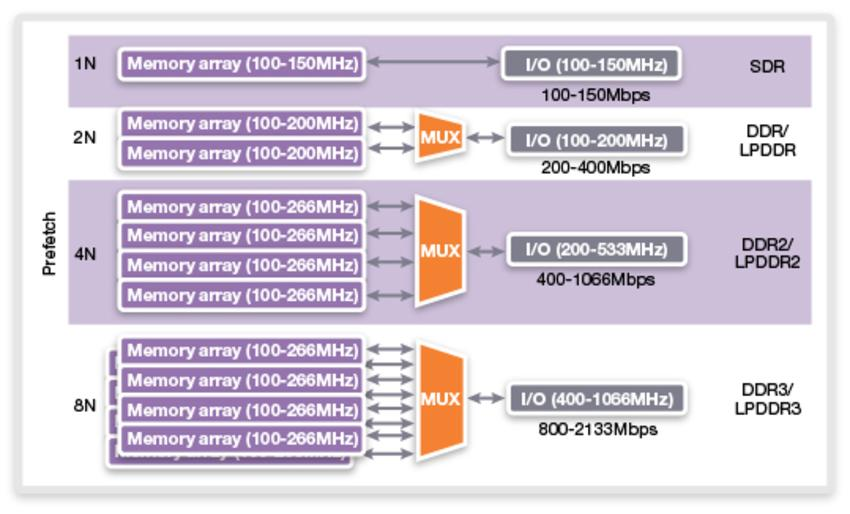 1N
Memory array (100-150MHz)
I/O (100-150MHz)
SDR
100-150Mbps
2N
Memory array (100-200MHz)
Memory array (100-200MHz)
MUX
I/O (100-200MHz)
DDR/
LPDDR
200-400Mbps
Prefetch
4N
Memory array (100-266MHz)
Memory array (100-266MHz)
Memory array (100-266MHz)
Memory array (100-266MHz)
MUX
I/O (200-533MHz)
DDR2/
LPDDR2
400-1066Mbps
8N
Memory array (100-266MHz)
Memory array (100-266MHz)
Memory array (100-266MHz)
Memory array (100-266MHz)
MUX
I/O (400-1066MHz)
DDR3/
LPDDR3
800-2133Mbps